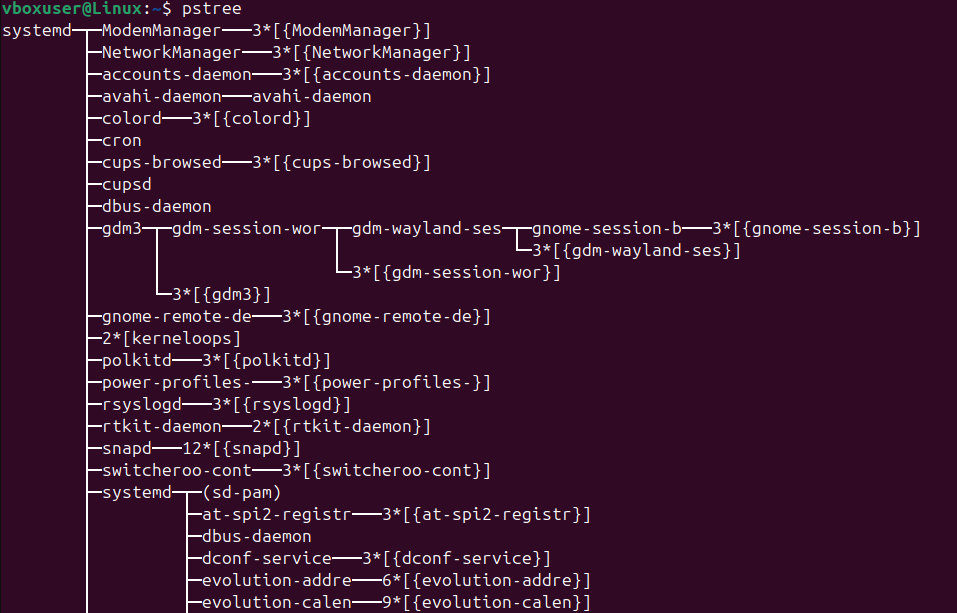 vboxuser@Linux:~$ pstree
systemd─┬─ModemManager───3*[{ModemManager}]
        ├─NetworkManager───3*[{NetworkManager}]
        ├─accounts-daemon───3*[{accounts-daemon}]
        ├─avahi-daemon───avahi-daemon
        ├─colord───3*[{colord}]
        ├─cron
        ├─cups-browsed───3*[{cups-browsed}]
        ├─cupsd
        ├─dbus-daemon
        ├─gdm3─┬─gdm-session-wor─┬─gdm-wayland-ses─┬─gnome-session-b───3*[{gnome-session-b}]
        │      │                 │                 └─3*[{gdm-wayland-ses}]
        │      │                 └─3*[{gdm-session-wor}]
        │      └─3*[{gdm3}]
        ├─gnome-remote-de───3*[{gnome-remote-de}]
        ├─2*[kerneloops]
        ├─polkitd───3*[{polkitd}]
        ├─power-profiles-───3*[{power-profiles-}]
        ├─rsyslogd───3*[{rsyslogd}]
        ├─rtkit-daemon───2*[{rtkit-daemon}]
        ├─snapd───12*[{snapd}]
        ├─switcheroo-cont───3*[{switcheroo-cont}]
        ├─systemd─┬─(sd-pam)
        │         ├─at-spi2-registr───3*[{at-spi2-registr}]
        │         ├─dbus-daemon
        │         ├─dconf-service───3*[{dconf-service}]
        │         ├─evolution-addre───6*[{evolution-addre}]
        │         ├─evolution-calen───9*[{evolution-calen}]